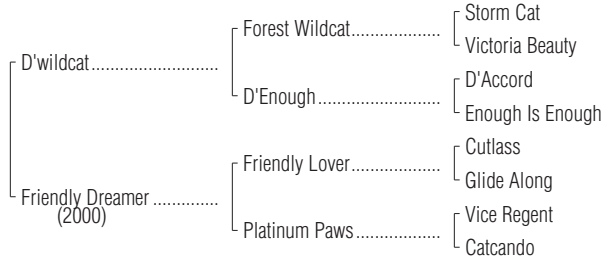 Storm Cat
Forest Wildcat
Victoria Beauty
D'wildcat
D'Accord
D'Enough
Enough Is Enough
Cutlass
Friendly Lover
Glide Along
Friendly Dreamer
(2000)
Vice Regent
Platinum Paws
Catcando